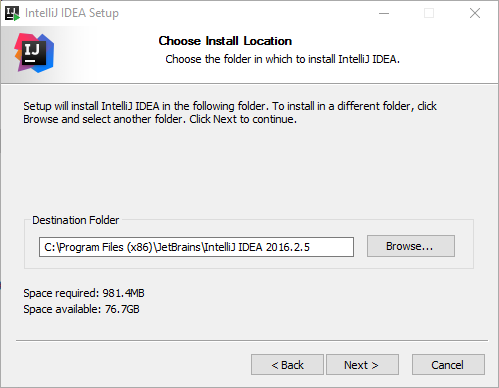 IntelliJ IDEA Setup
IJ
Choose Install Location
Choose the folder in which to install IntelliJ IDEA.
Setup will install IntelliJ IDEA in the following folder. To install in a different folder, click
Browse and select another folder. Click Next to continue.
Destination Folder
C:\Program Files (x86)\JetBrains\IntelliJ IDEA 2016.2.5
Browse...
Space required: 981.4MB
Space available: 76.7GB
< Back
Next >
Cancel